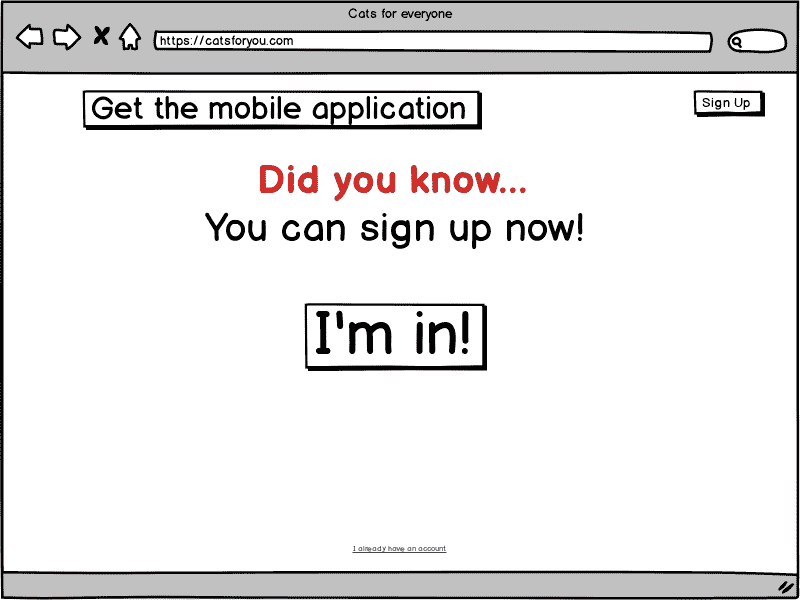 Cats for everyone
https://catsforyou.com
Get the mobile application
Sign Up
Did you know...
You can sign up now!
I'm in!
I already have an account